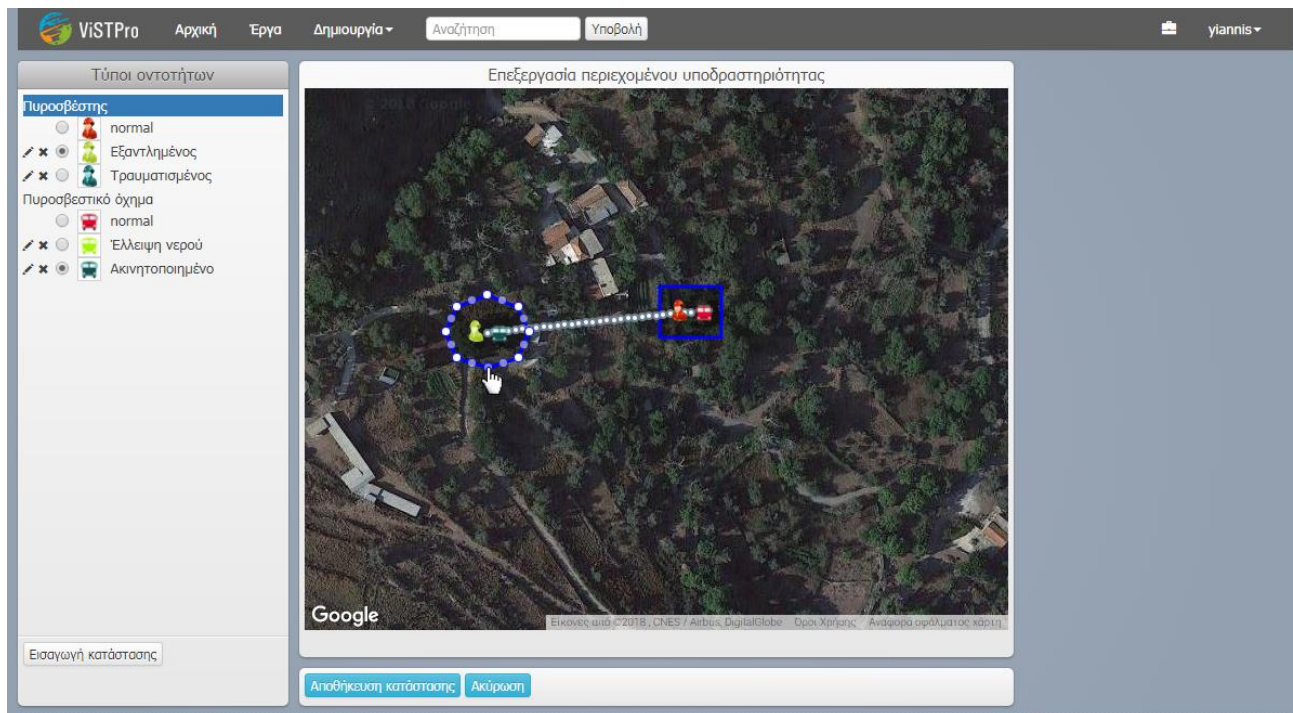 ViSTPro Αρχική Έργα Δημιουργία Αναζήτηση Υποβολή yiannis
Τύποι οντοτήτων
Πυροσβέστης
normal
Εξαντλημένος
Τραυματισμένος
Πυροσβεστικό όχημα
normal
Έλλειψη νερού
Ακινητοποιημένο
Εισαγωγή κατάστασης
Επεξεργασία περιεχομένου υποδραστηριότητας
Google
Εικόνες από ©2018, CNES / Airbus, DigitalGlobe Όροι Χρήσης Αναφορά σφάλματος χάρτη
Αποθήκευση κατάστασης Ακύρωση